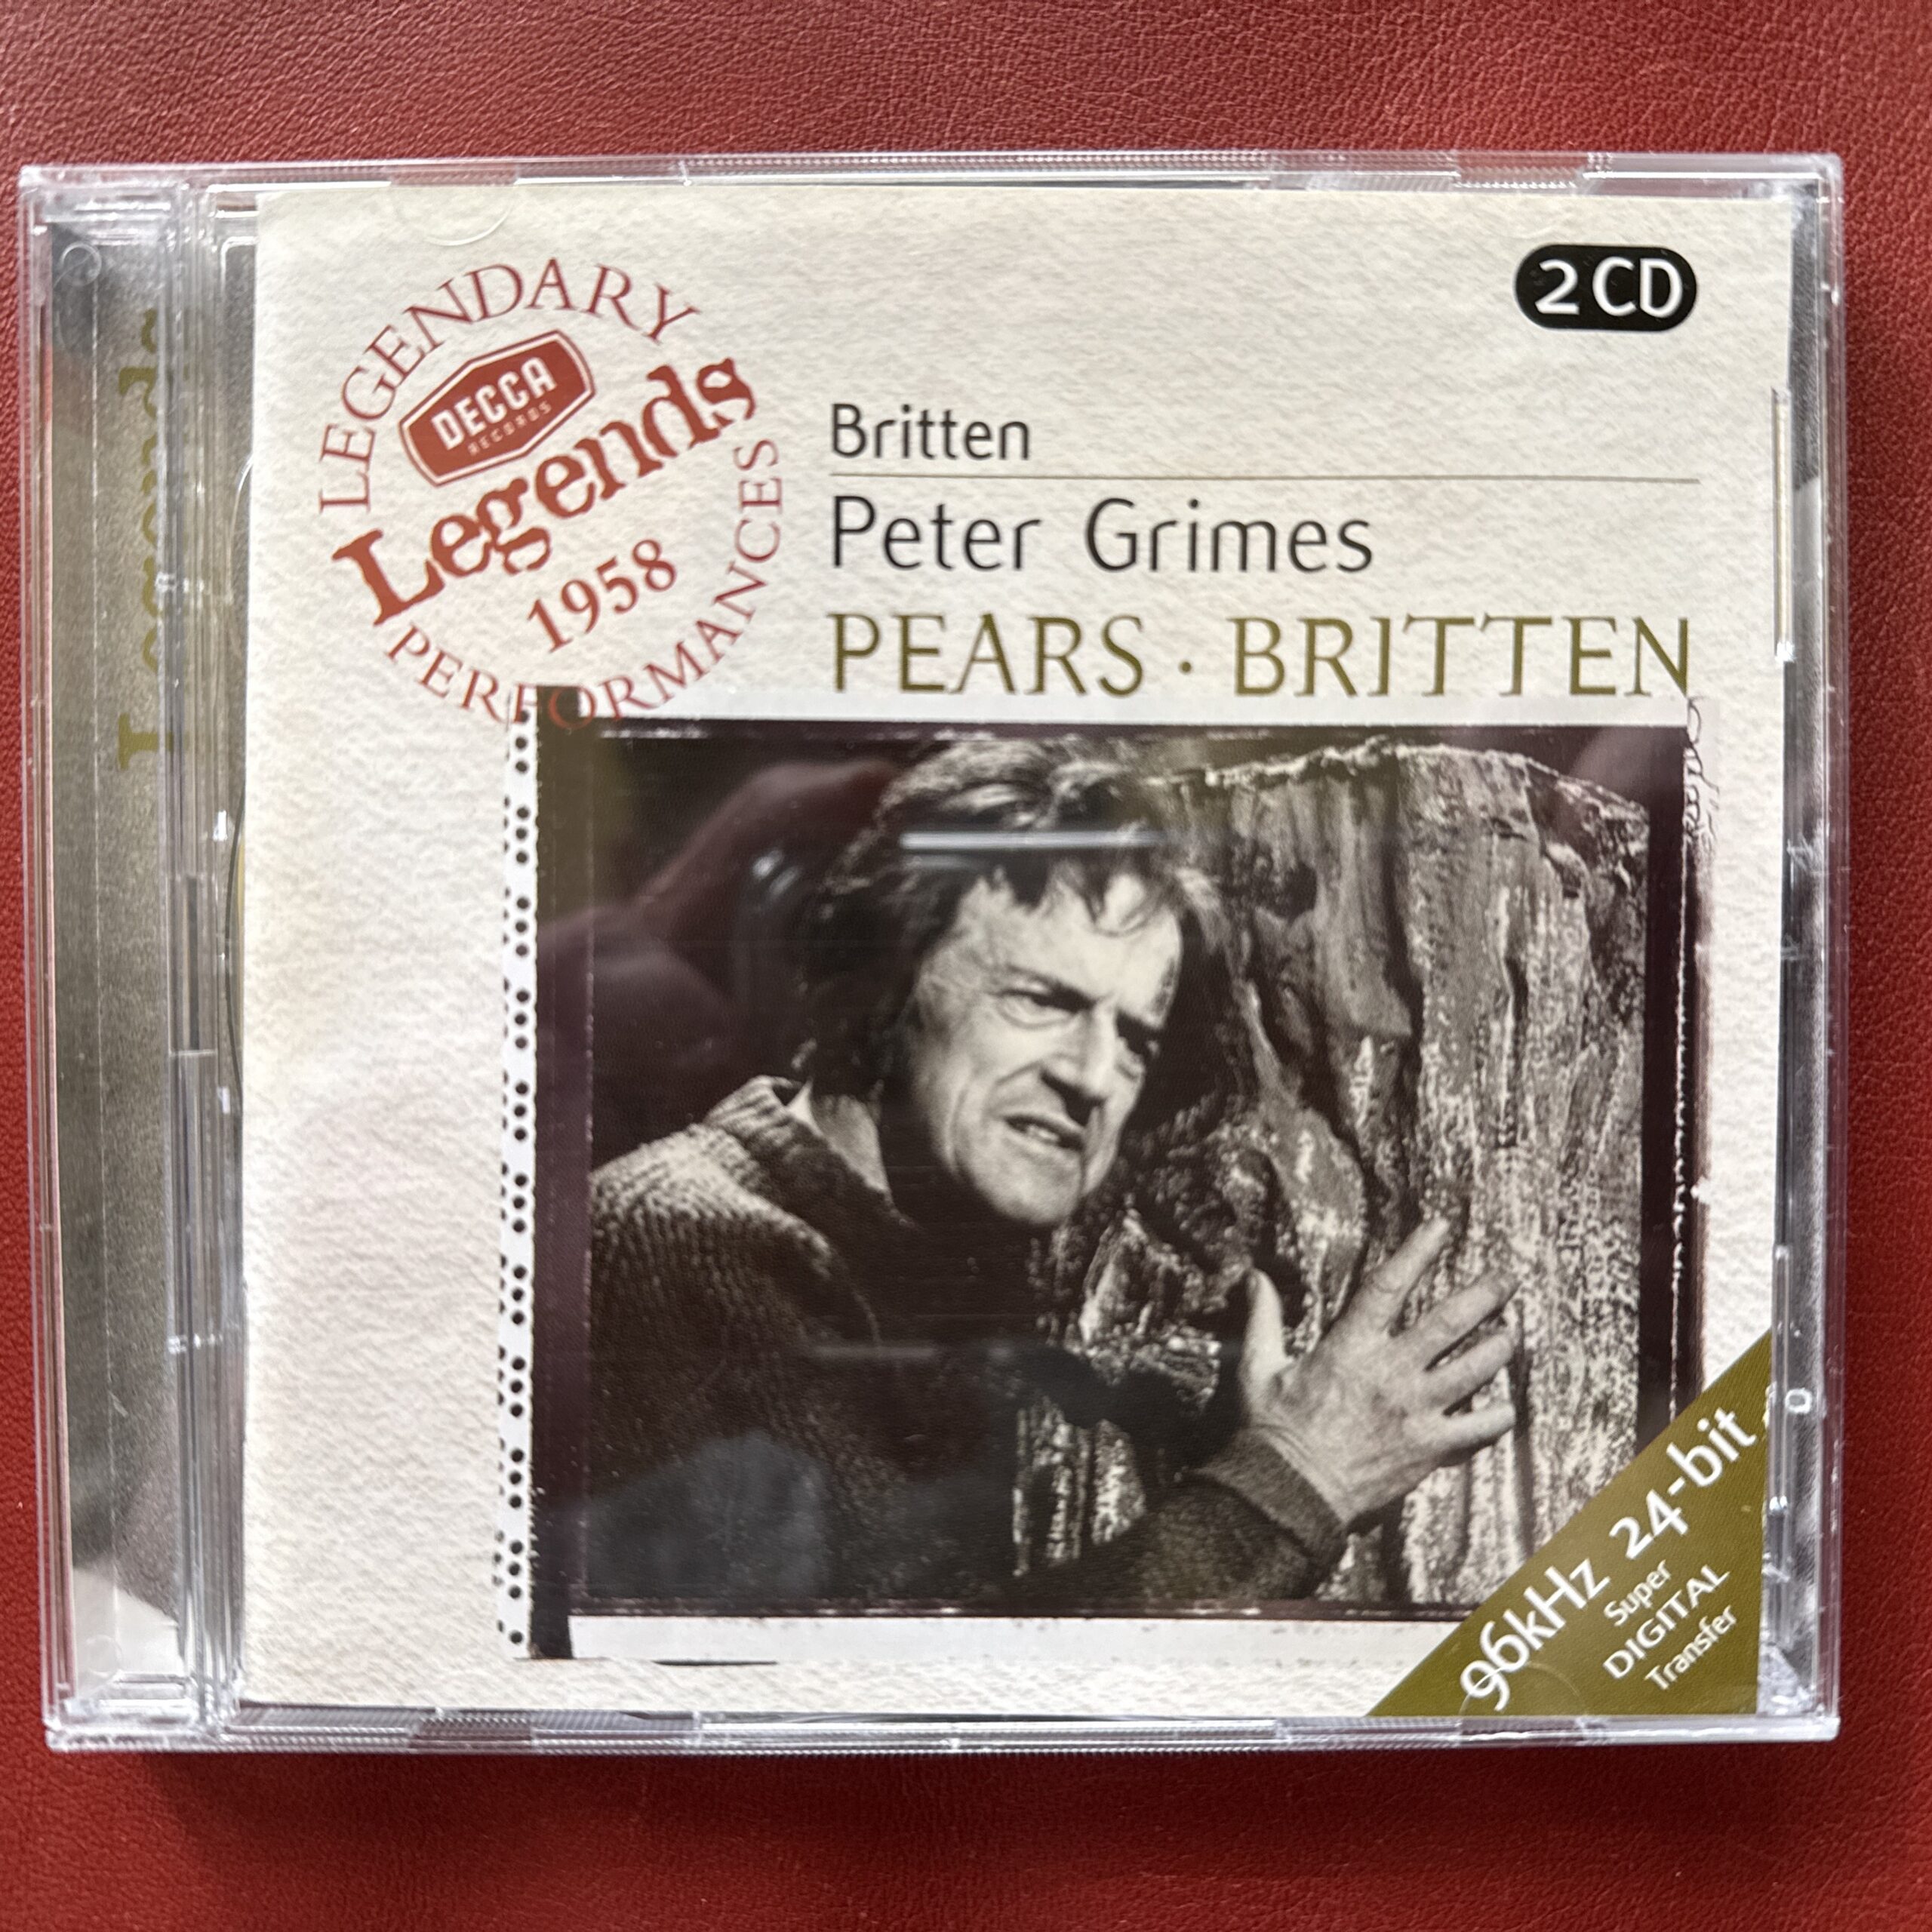 Legends
LEGENDARY
DECCA
RECORDS
Legends
1958
PERFORMANCES
2 CD
Britten
Peter Grimes
PEARS · BRITTEN
96kHz 24-bit
Super
DIGITAL
Transfer